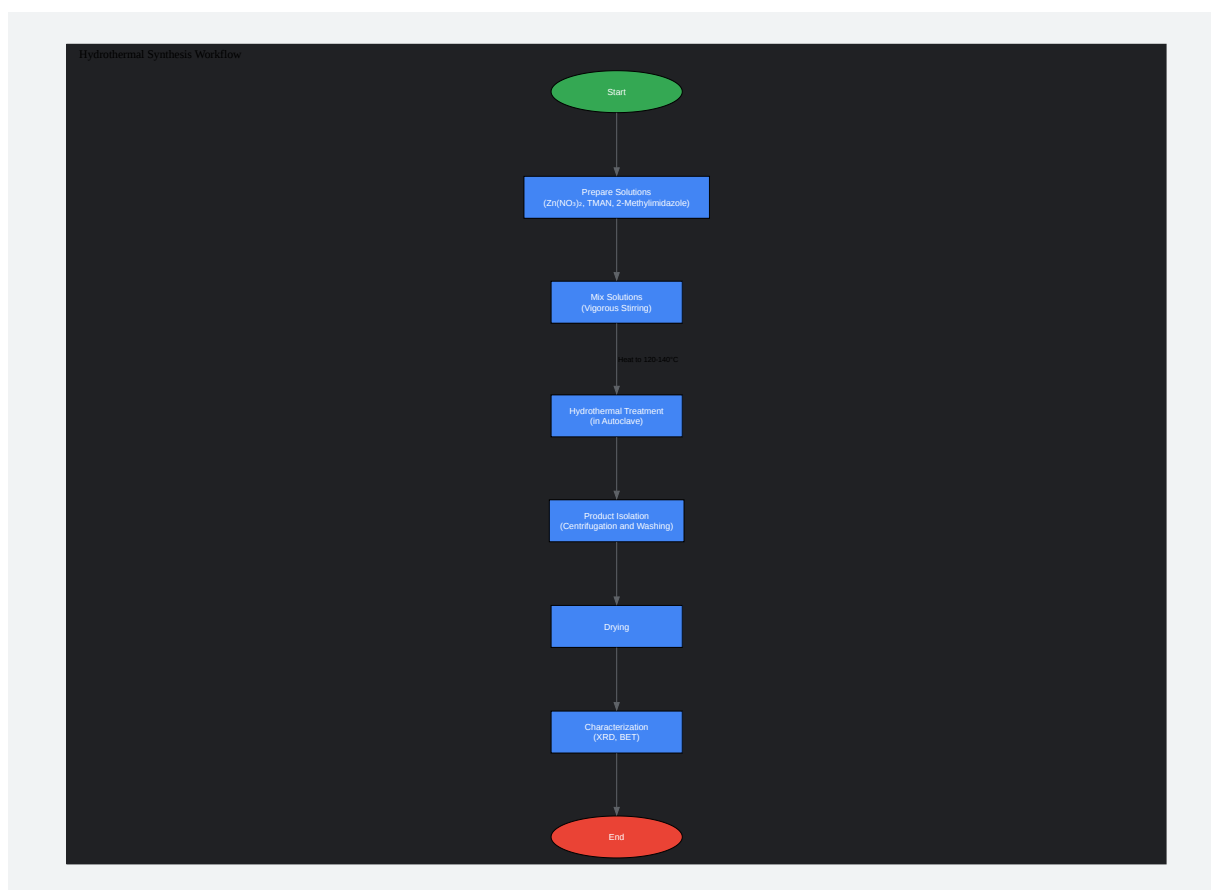 Hydrothermal Synthesis Workflow
Start
Prepare Solutions
(Zn(NO₃)₂, TMAN, 2-Methylimidazole)
Mix Solutions
(Vigorous Stirring)
Heat to 120-140°C
Hydrothermal Treatment
(in Autoclave)
Product Isolation
(Centrifugation and Washing)
Drying
Characterization
(XRD, BET)
End